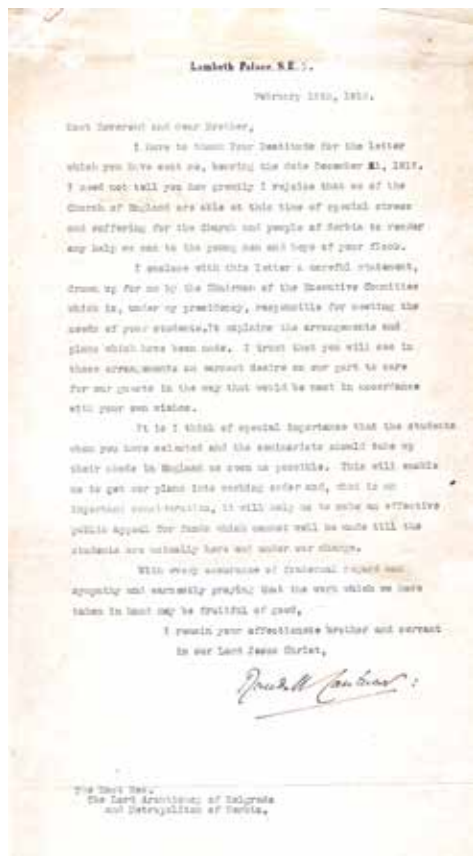 Lambeth Palace, S.E.
February
Most Reverend and dear Brother,
I have to thank Your Beatitude for the letter
which you have sent me, bearing the date December 21,
I need not tell you how greatly I rejoice that we of the
Church of England are able at this time of special stress
and suffering for the Church and people of Serbia to render
any help we can to the young men and boys of your flock.
I enclose with this letter a careful statement,
drawn up for me by the Chairman of the Executive Committee
which is, under my presidency, responsible for meeting the
needs of your students. It explains the arrangements and
plans which have been made. I trust that you will see in
these arrangements an earnest desire on our part to care
for our guests in the way that would be most in accordance
with your own wishes.
It is I think of special importance that the students
whom you have selected and the seminarists should take up
their abode in England as soon as possible. This will enable
us to get our plans into working order and, what is an
important consideration, it will help us to make an effective
public appeal for funds which cannot well be made till the
students are actually here and under our charge.
With every assurance of fraternal regard and
sympathy and earnestly praying that the work which we have
taken in hand may be fruitful of good,
I remain your affectionate brother and servant
in our Lord Jesus Christ,
Randall Cantuar:
The Most Rev.
The Lord Archbishop of Belgrade
and Metropolitan of Serbia.